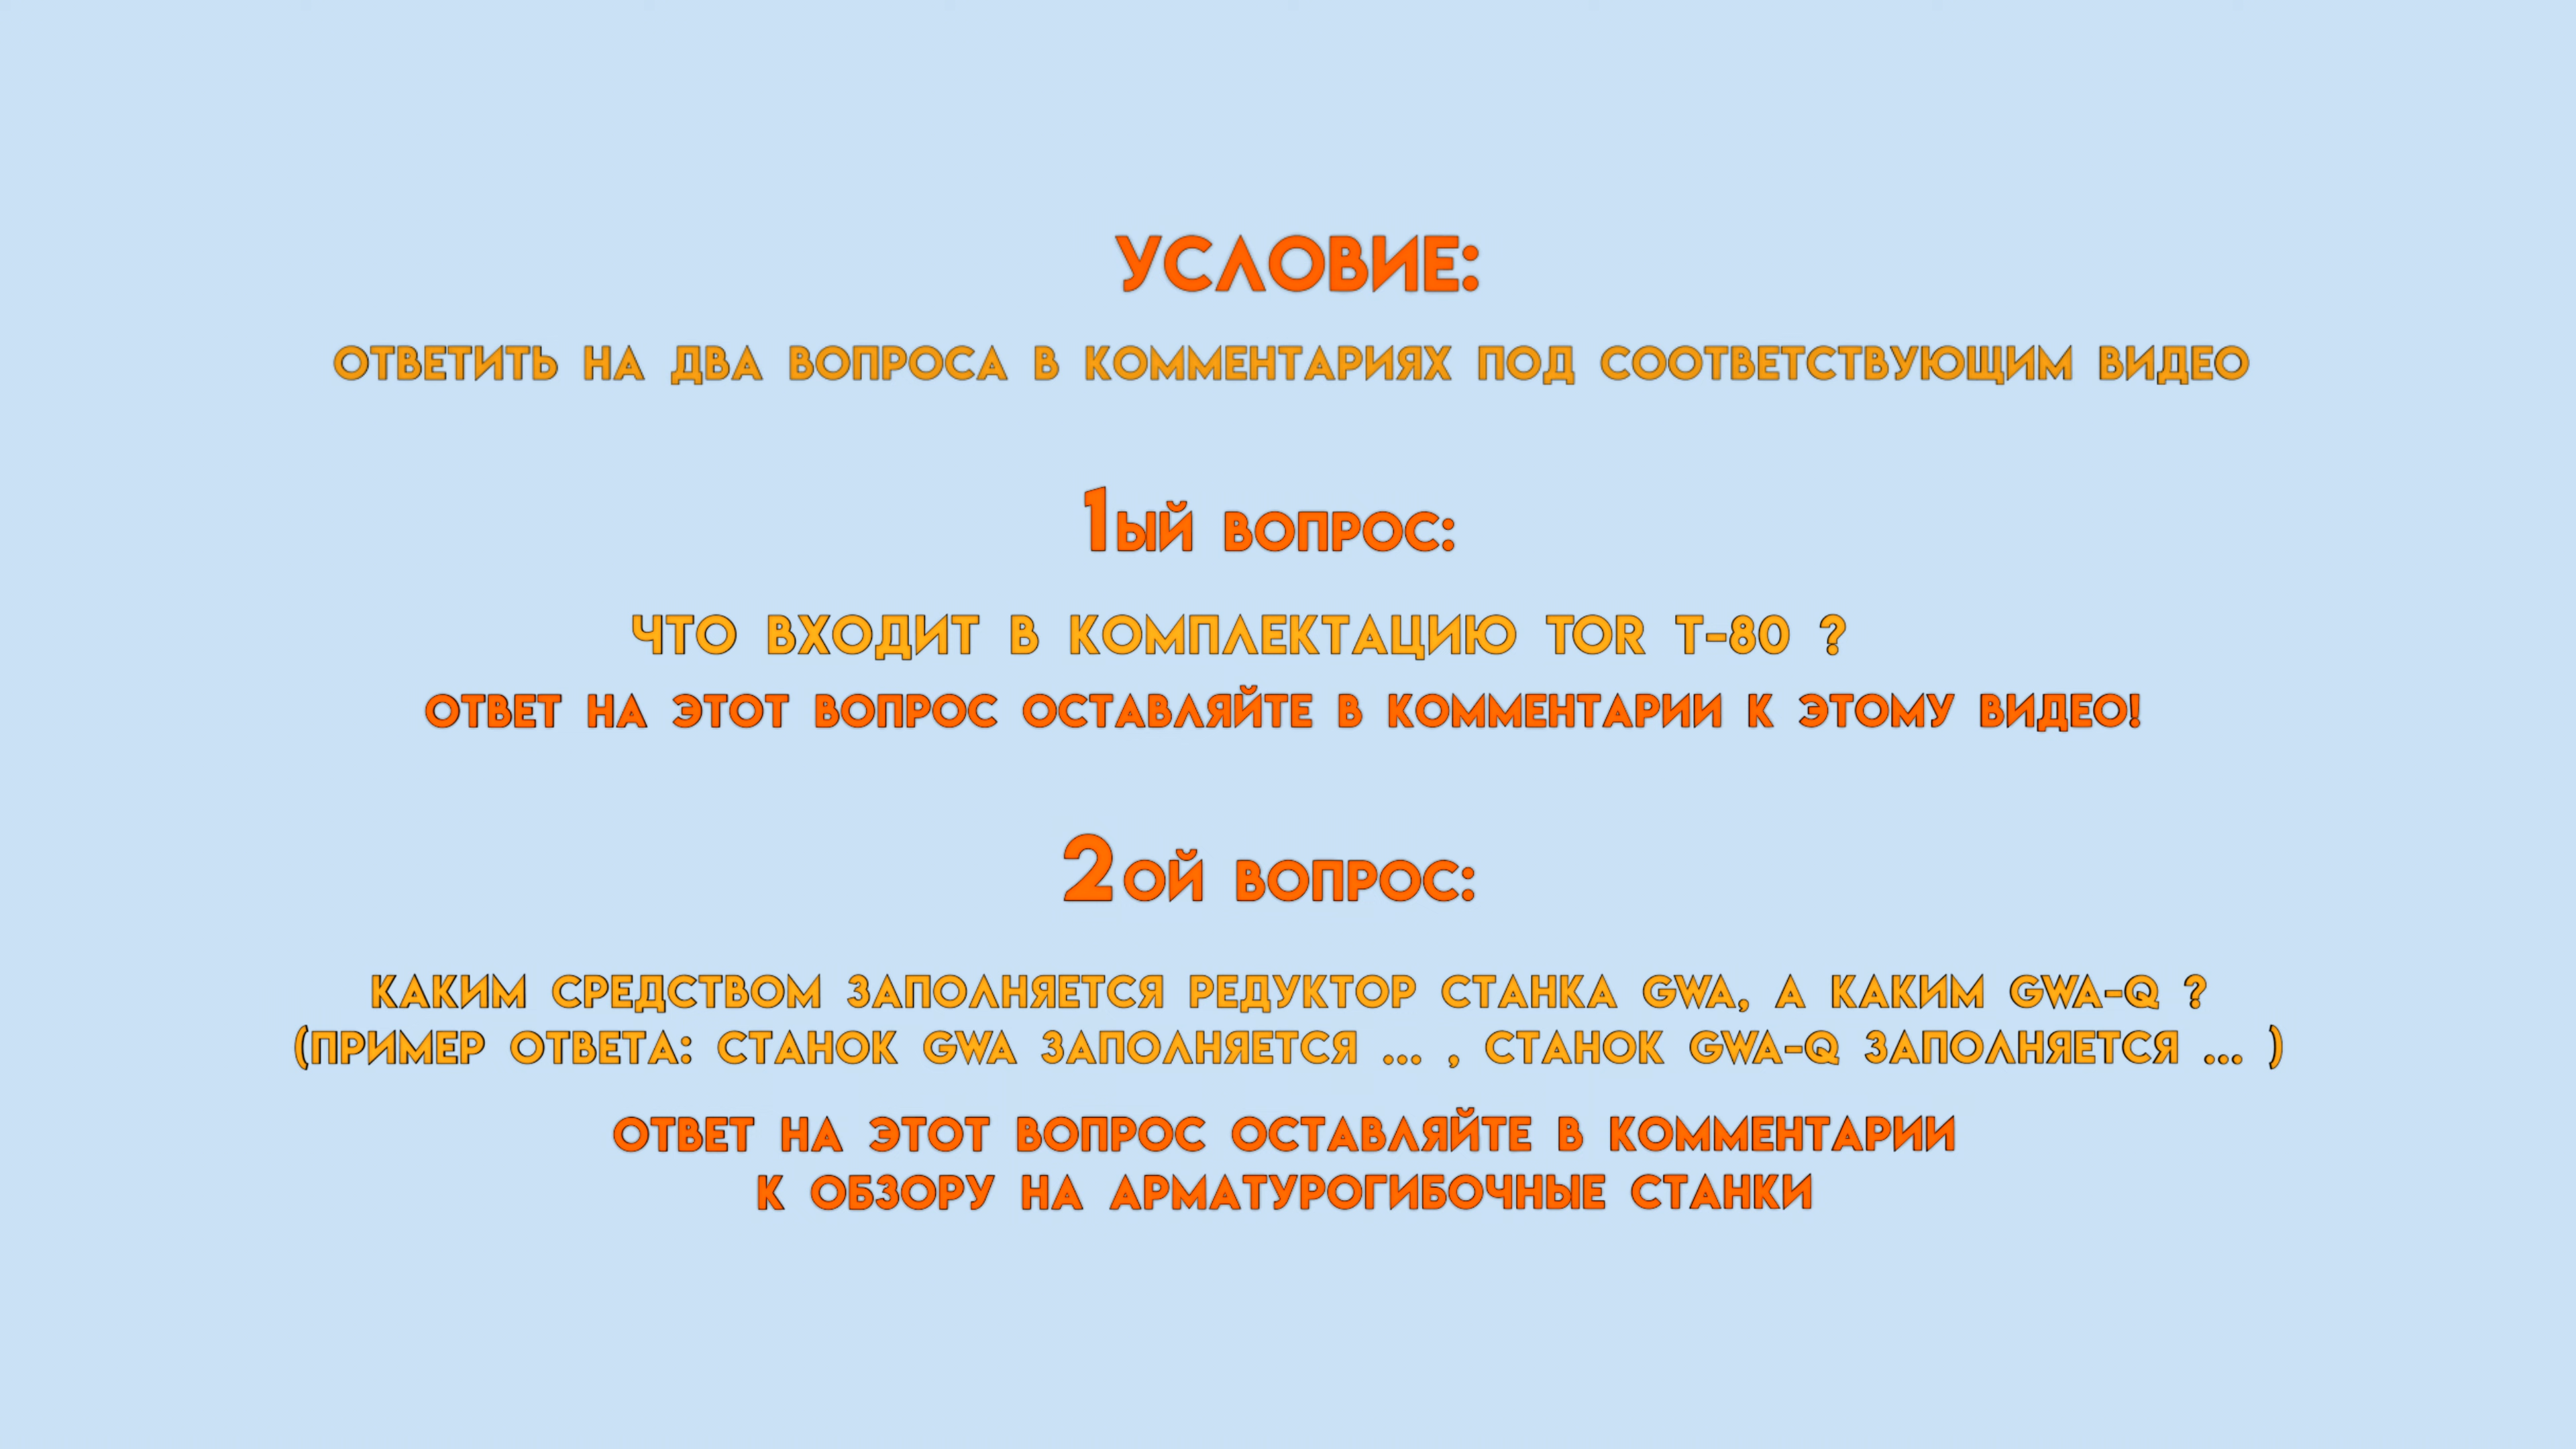 УСЛОВИЕ:
ОТВЕТИТЬ НА ДВА ВОПРОСА В КОММЕНТАРИЯХ ПОД СООТВЕТСТВУЮЩИМ ВИДЕО
1ЫЙ ВОПРОС:
ЧТО ВХОДИТ В КОМПЛЕКТАЦИЮ TOR T-80 ?
ОТВЕТ НА ЭТОТ ВОПРОС ОСТАВЛЯЙТЕ В КОММЕНТАРИИ К ЭТОМУ ВИДЕО!
2ОЙ ВОПРОС:
КАКИМ СРЕДСТВОМ ЗАПОЛНЯЕТСЯ РЕДУКТОР СТАНКА GWA, А КАКИМ GWA-Q ?
(ПРИМЕР ОТВЕТА: СТАНОК GWA ЗАПОЛНЯЕТСЯ ... , СТАНОК GWA-Q ЗАПОЛНЯЕТСЯ ... )
ОТВЕТ НА ЭТОТ ВОПРОС ОСТАВЛЯЙТЕ В КОММЕНТАРИИ
К ОБЗОРУ НА АРМАТУРОГИБОЧНЫЕ СТАНКИ